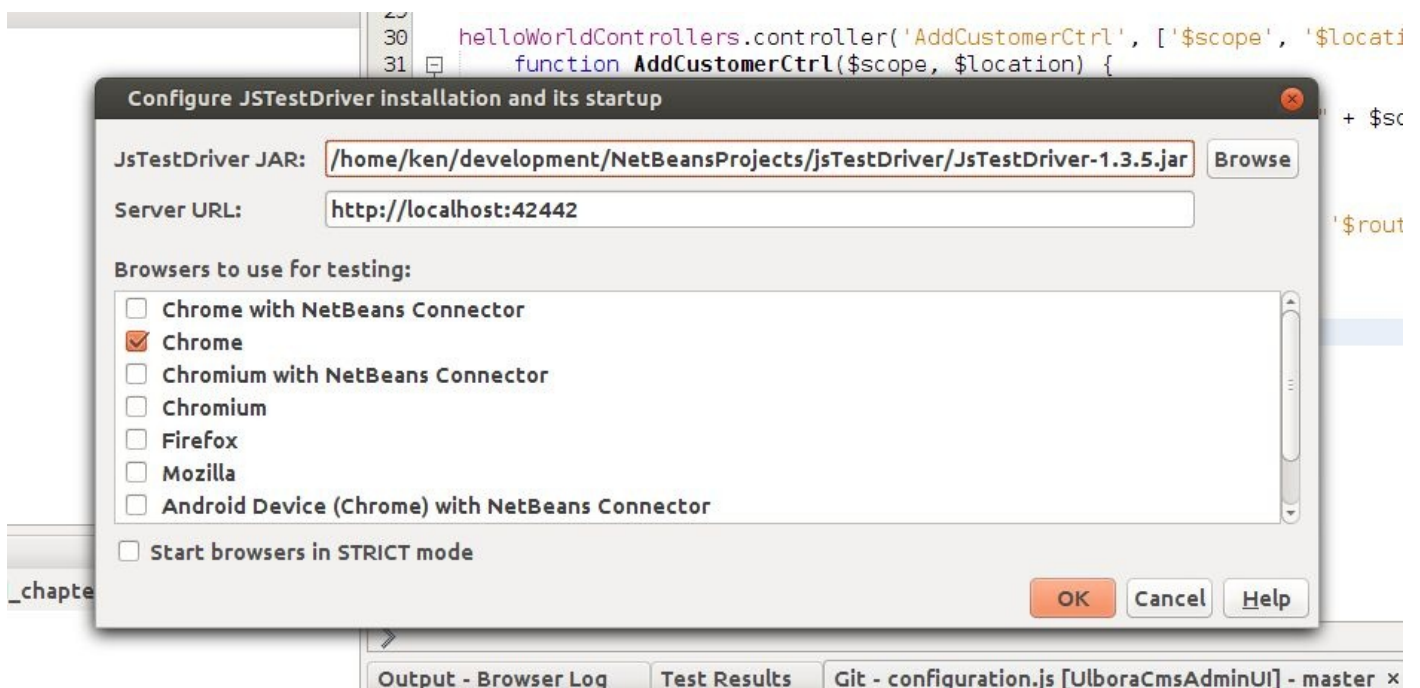 30 helloWorldControllers.controller('AddCustomerCtrl', ['$scope', '$locati
31 function AddCustomerCtrl($scope, $location) {
Configure JSTestDriver installation and its startup
" + $sc
JsTestDriver JAR: /home/ken/development/NetBeansProjects/jsTestDriver/JsTestDriver-1.3.5.jar Browse
Server URL: http://localhost:42442
'$rout
Browsers to use for testing:
Chrome with NetBeans Connector
Chrome
Chromium with NetBeans Connector
Chromium
Firefox
Mozilla
Android Device (Chrome) with NetBeans Connector
Start browsers in STRICT mode
_chapte
OK Cancel Help
Output - Browser Log Test Results Git - configuration.js [UlboraCmsAdminUI] - master ×